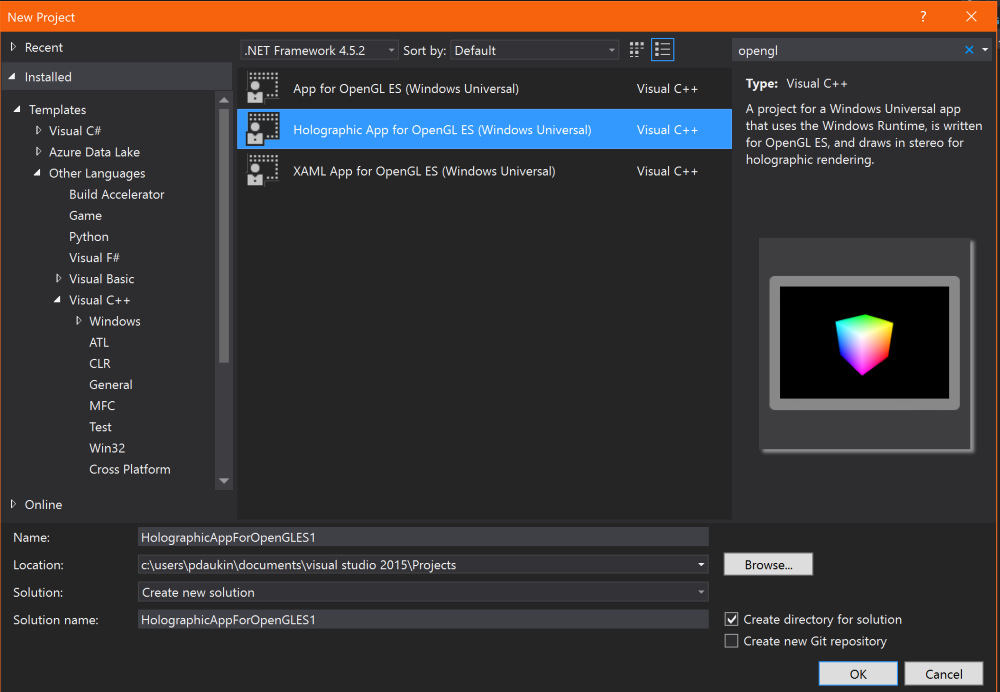 New Project
?
Recent
.NET Framework 4.5.2
Sort by:
Default
opengl
Installed
Templates
Visual C#
Azure Data Lake
Other Languages
Build Accelerator
Game
Python
Visual F#
Visual Basic
Visual C++
Windows
ATL
CLR
General
MFC
Test
Win32
Cross Platform
Online
App for OpenGL ES (Windows Universal) Visual C++
Holographic App for OpenGL ES (Windows Universal) Visual C++
XAML App for OpenGL ES (Windows Universal) Visual C++
Type: Visual C++
A project for a Windows Universal app
that uses the Windows Runtime, is written
for OpenGL ES, and draws in stereo for
holographic rendering.
Name: HolographicAppForOpenGLES1
Location: c:\users\pdaukin\documents\visual studio 2015\Projects
Browse...
Solution: Create new solution
Solution name: HolographicAppForOpenGLES1
Create directory for solution
Create new Git repository
OK
Cancel